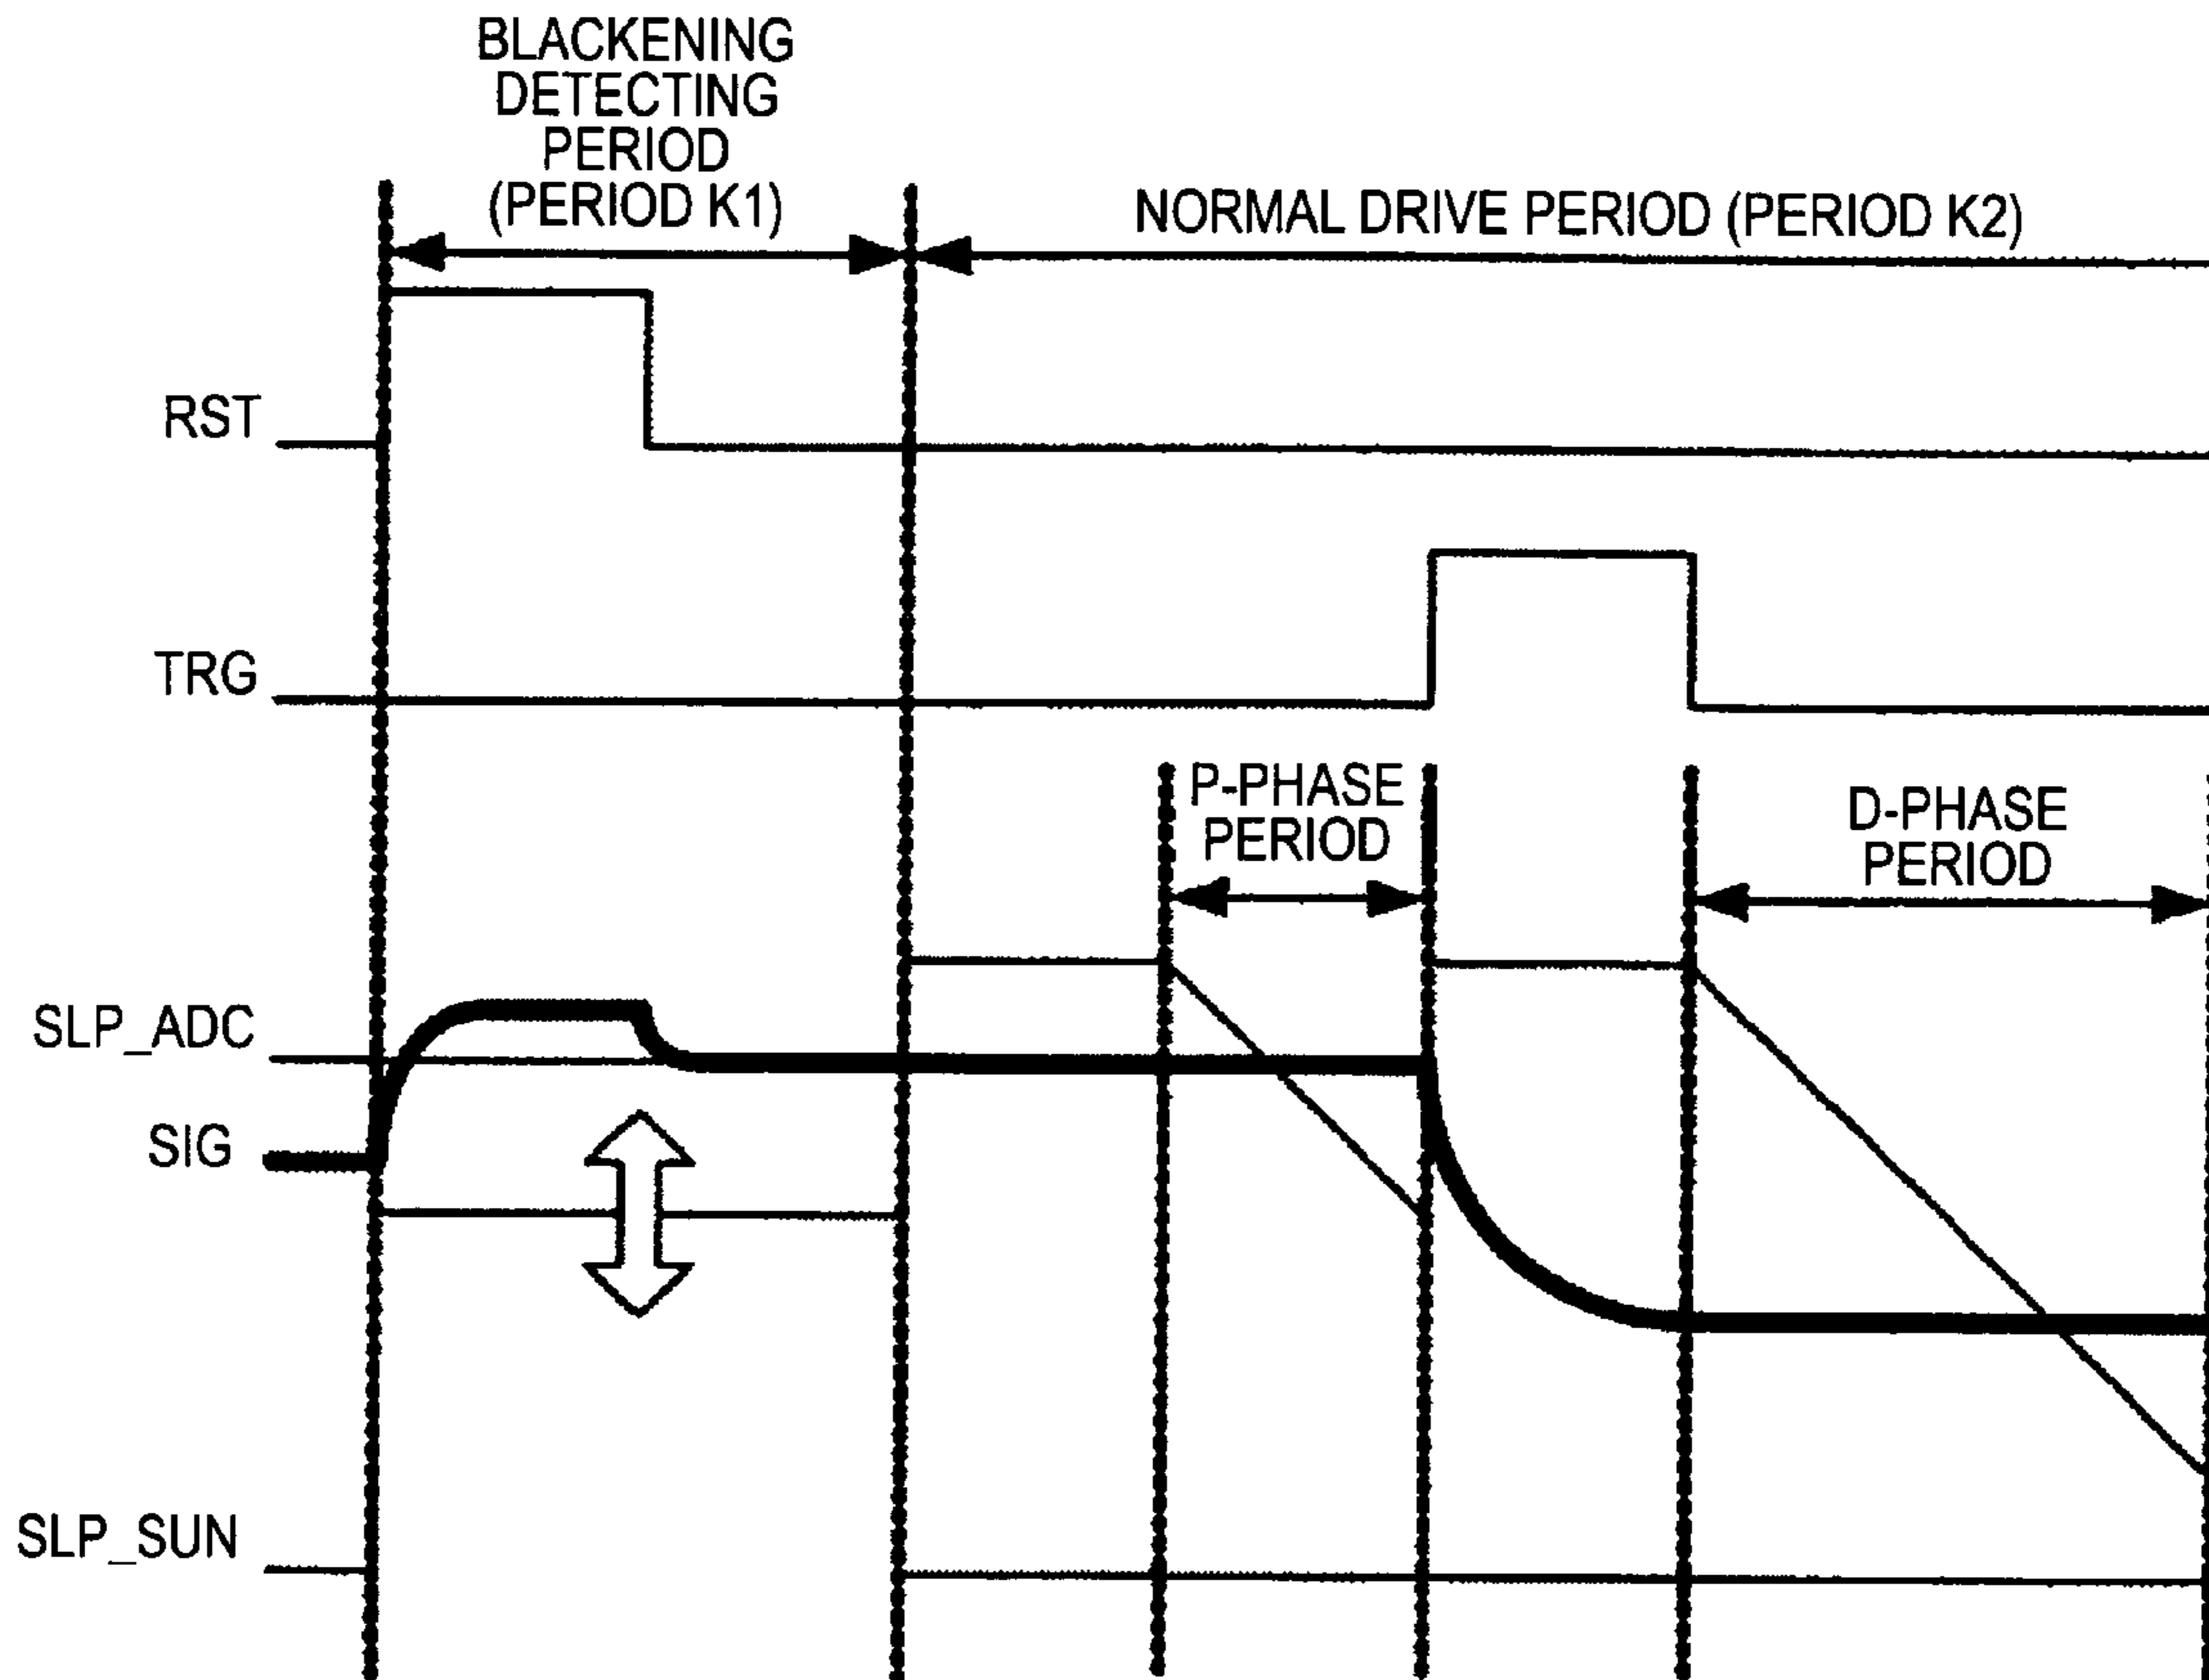 BLACKENING
DETECTING
PERIOD
(PERIOD K1)
NORMAL DRIVE PERIOD (PERIOD K2)
RST
TRG
P-PHASE
PERIOD
D-PHASE
PERIOD
SLP_ADC
SIG
SLP_SUN